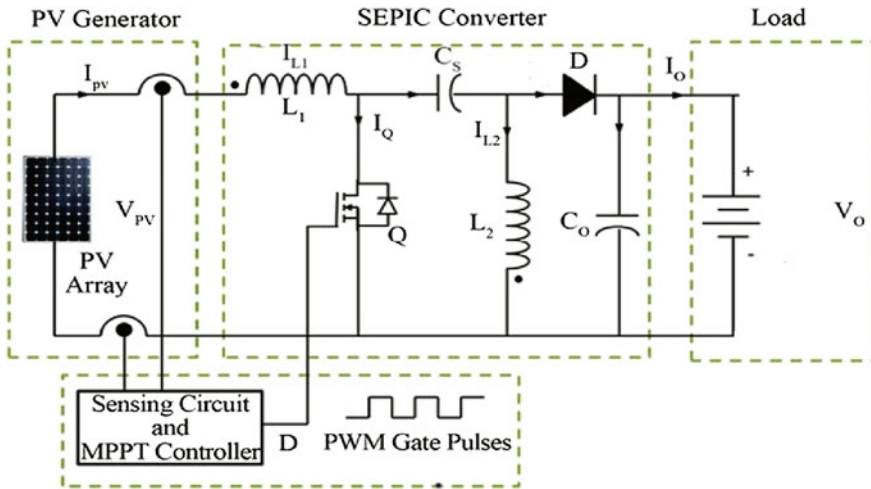 PV Generator
SEPIC Converter
Load
I_pv
I_L1
L_1
C_s
D
I_O
I_Q
I_L2
V_PV
Q
L_2
C_O
+
-
V_O
PV
Array
Sensing Circuit
and
MPPT Controller
D
PWM Gate Pulses